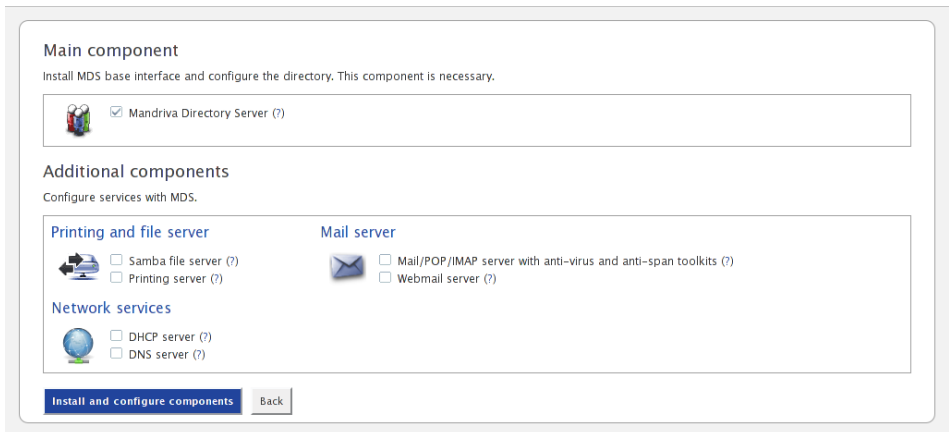 Main component
Install MDS base interface and configure the directory. This component is necessary.
Mandriva Directory Server (?)
Additional components
Configure services with MDS.
Printing and file server
Samba file server (?)
Printing server (?)
Mail server
Mail/POP/IMAP server with anti-virus and anti-span toolkits (?)
Webmail server (?)
Network services
DHCP server (?)
DNS server (?)
Install and configure components
Back